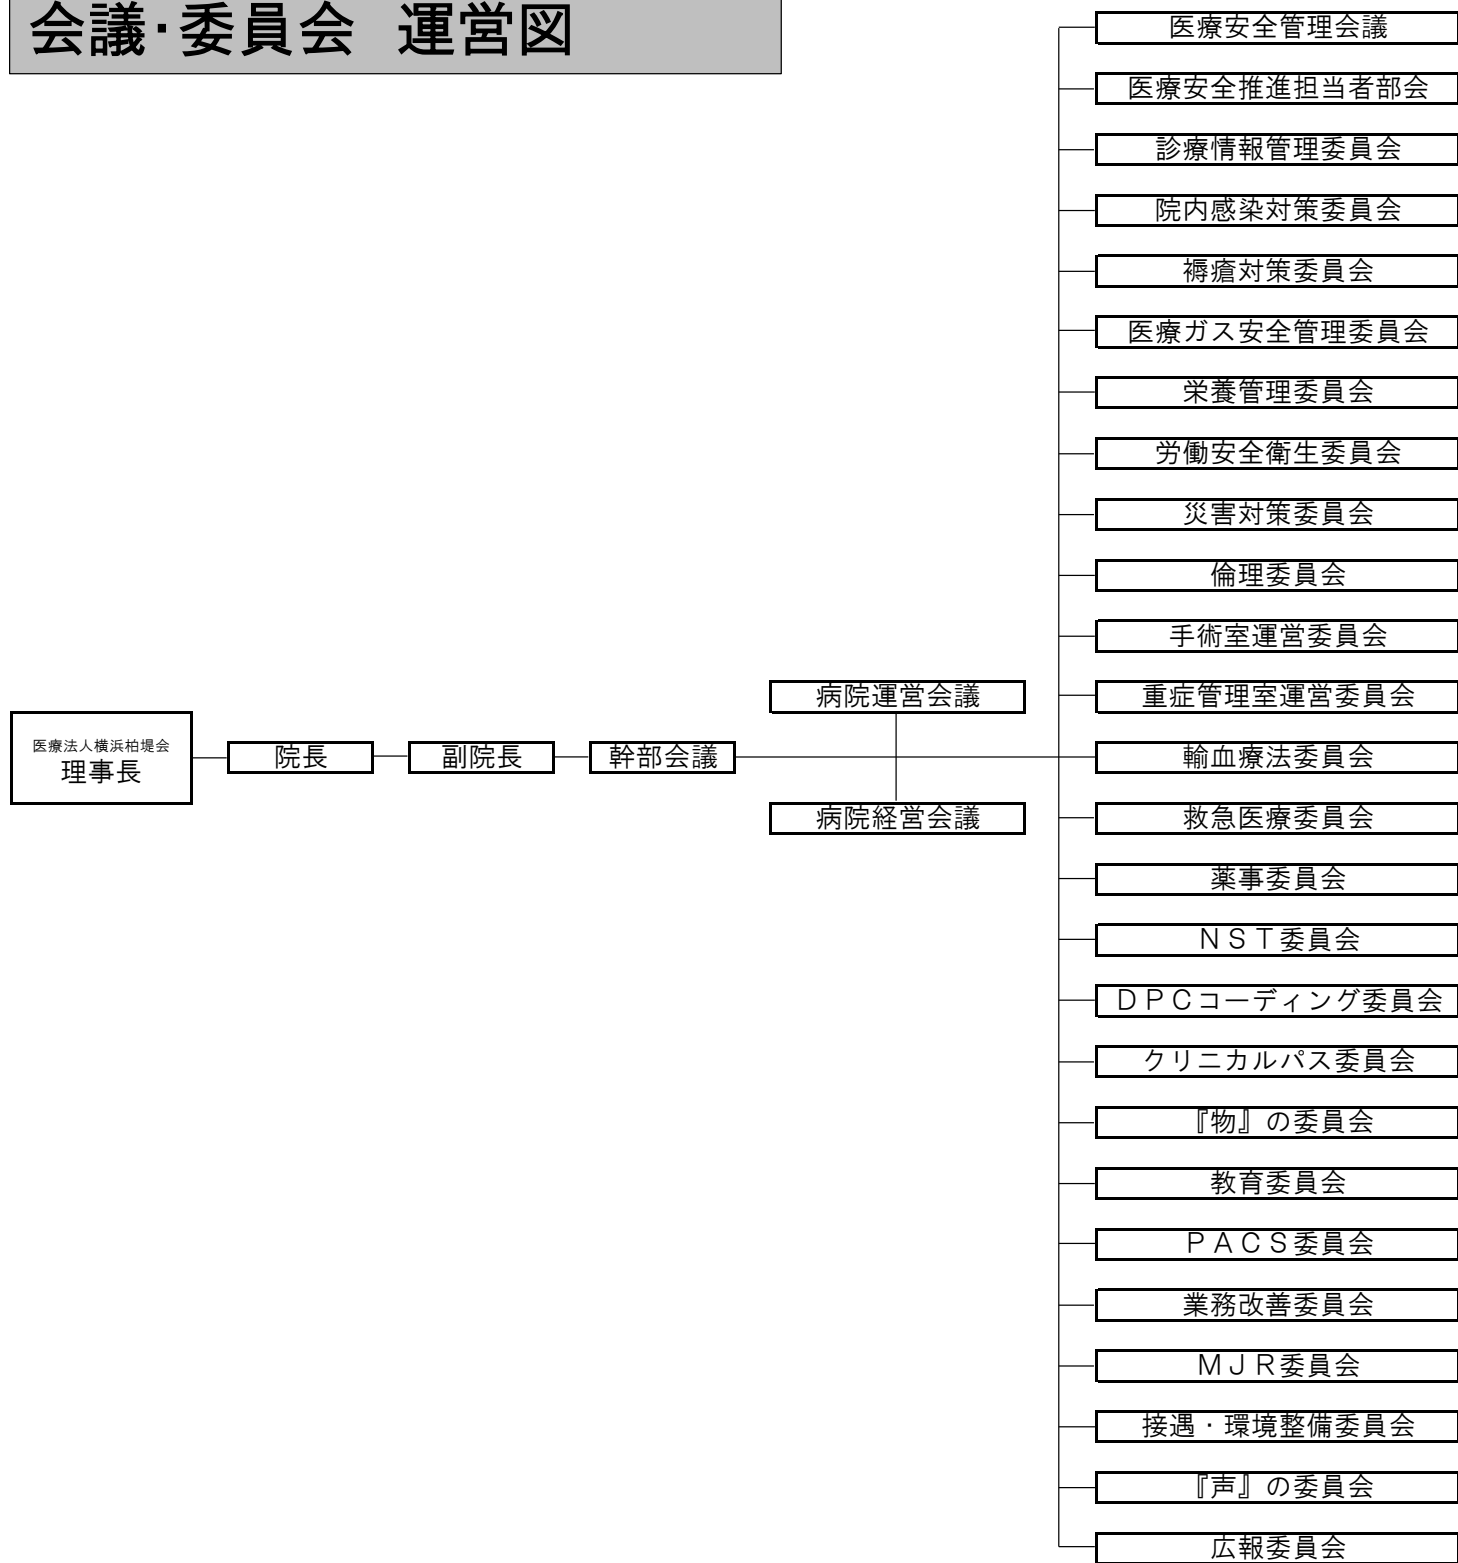 会議・委員会　運営図
医療法人横浜柏堤会
理事長
院長
副院長
幹部会議
病院運営会議
病院経営会議
医療安全管理会議
医療安全推進担当者部会
診療情報管理委員会
院内感染対策委員会
褥瘡対策委員会
医療ガス安全管理委員会
栄養管理委員会
労働安全衛生委員会
災害対策委員会
倫理委員会
手術室運営委員会
重症管理室運営委員会
輸血療法委員会
救急医療委員会
薬事委員会
ＮＳＴ委員会
ＤＰＣコーディング委員会
クリニカルパス委員会
『物』の委員会
教育委員会
ＰＡＣＳ委員会
業務改善委員会
ＭＪＲ委員会
接遇・環境整備委員会
『声』の委員会
広報委員会